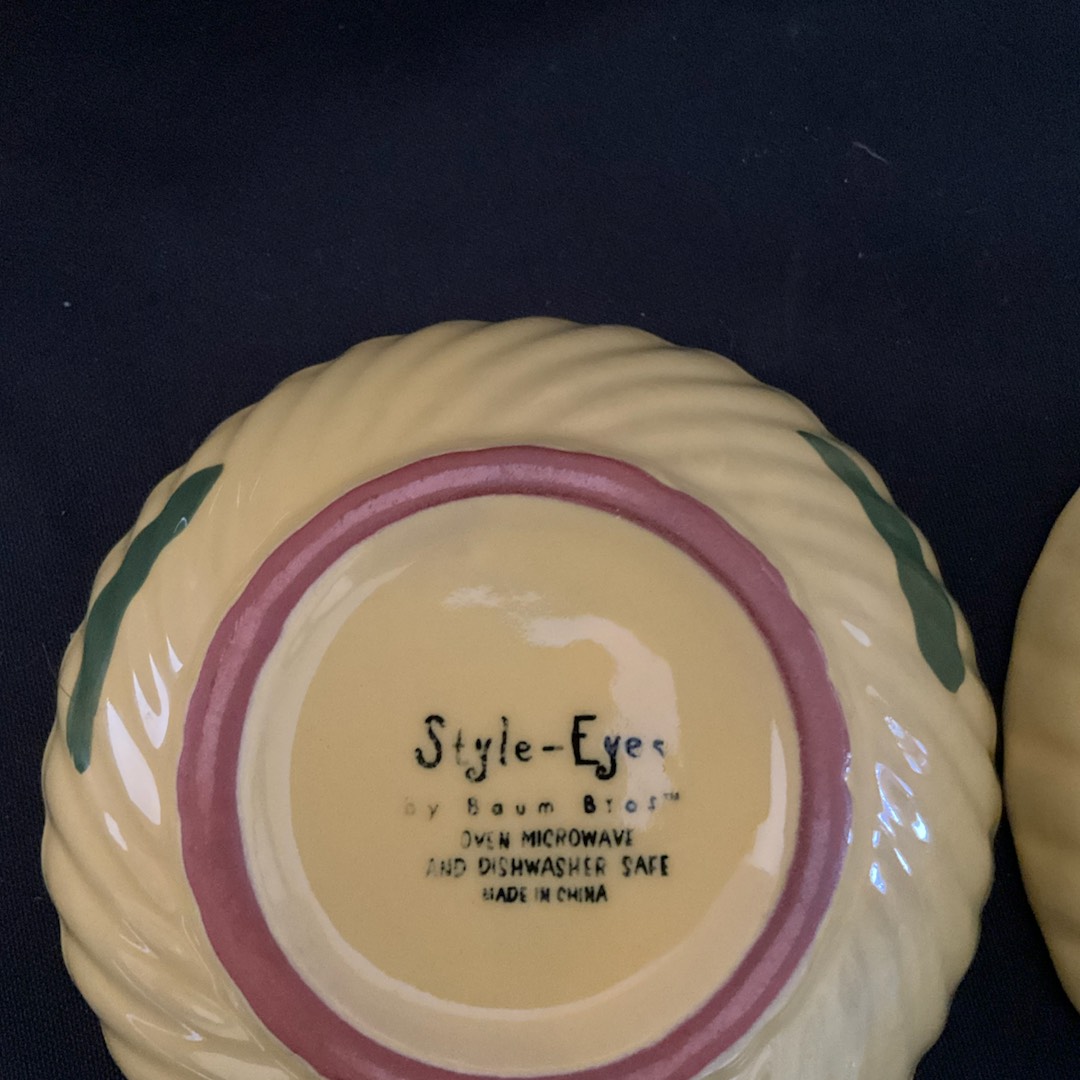 Style-Eyes
by Baum Bros™
OVEN MICROWAVE
AND DISHWASHER SAFE
MADE IN CHINA